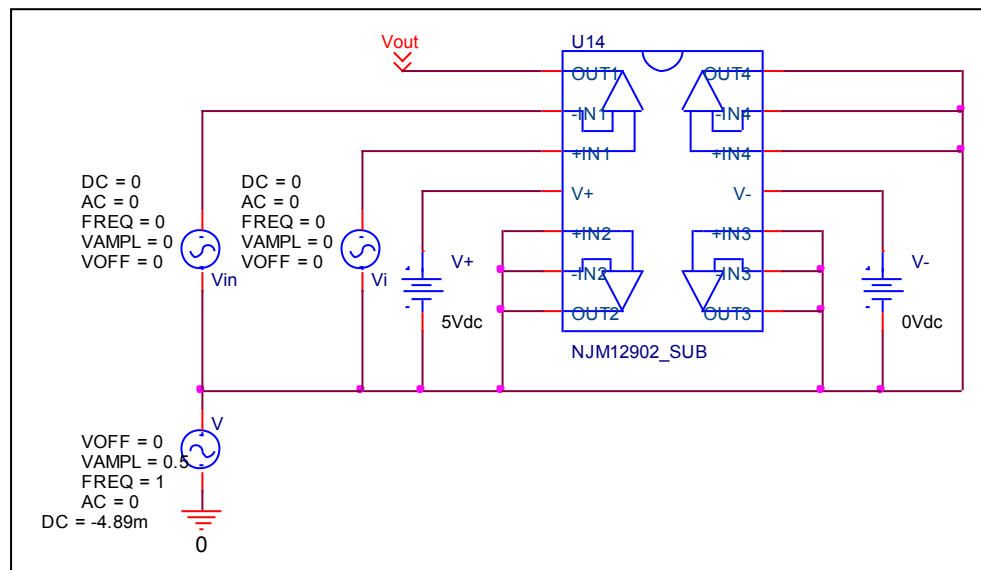 Vout
U14
OUT1
OUT4
-IN1
-IN4
+IN1
+IN4
DC = 0
AC = 0
FREQ = 0
VAMPL = 0
VOFF = 0
Vin
DC = 0
AC = 0
FREQ = 0
VAMPL = 0
VOFF = 0
Vi
V+
V-
+IN2
+IN3
-IN2
-IN3
OUT2
OUT3
V+
5Vdc
V-
0Vdc
NJM12902_SUB
V
VOFF = 0
VAMPL = 0.5
FREQ = 1
AC = 0
DC = -4.89m
0